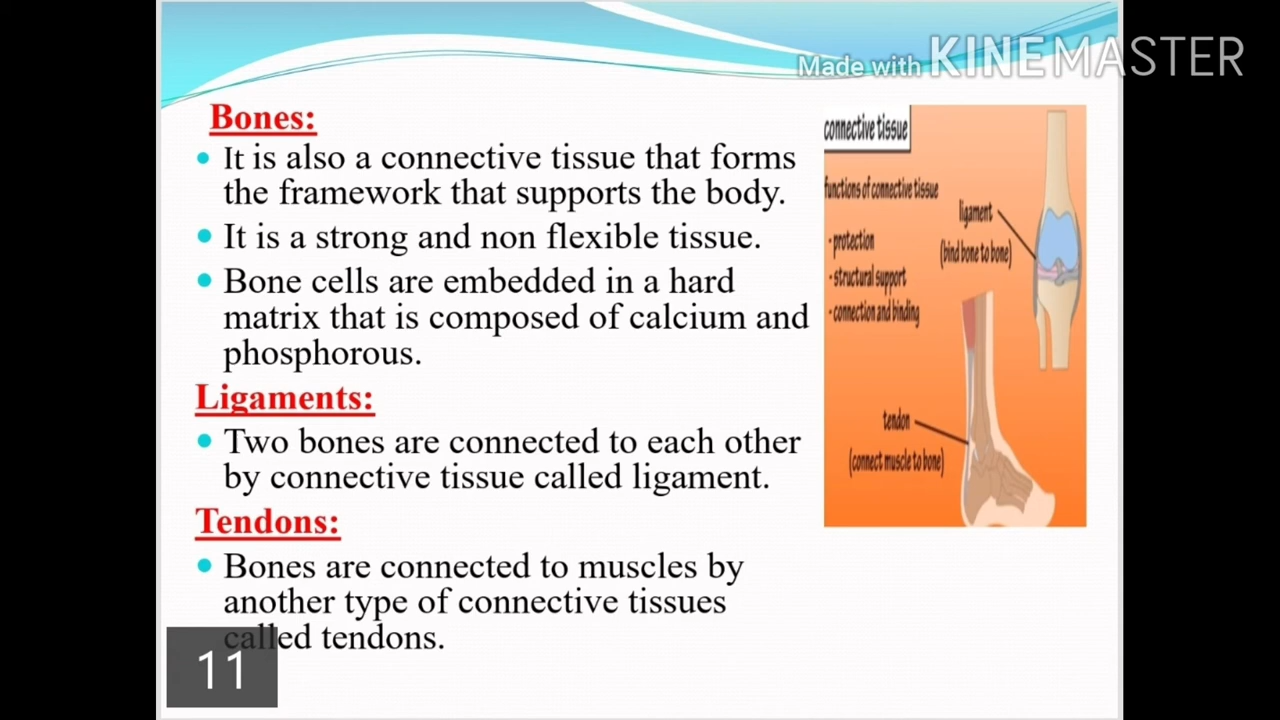 Made with KINEMASTER
Bones:
It is also a connective tissue that forms
the framework that supports the body.
It is a strong and non flexible tissue.
Bone cells are embedded in a hard
matrix that is composed of calcium and
phosphorous.
Ligaments:
Two bones are connected to each other
by connective tissue called ligament.
Tendons:
Bones are connected to muscles by
another type of connective tissues
called tendons.
11
connective tissue
functions of connective tissue
- protection
- structural support
- connection and binding
ligament
(bind bone to bone)
tendon
(connect muscle to bone)